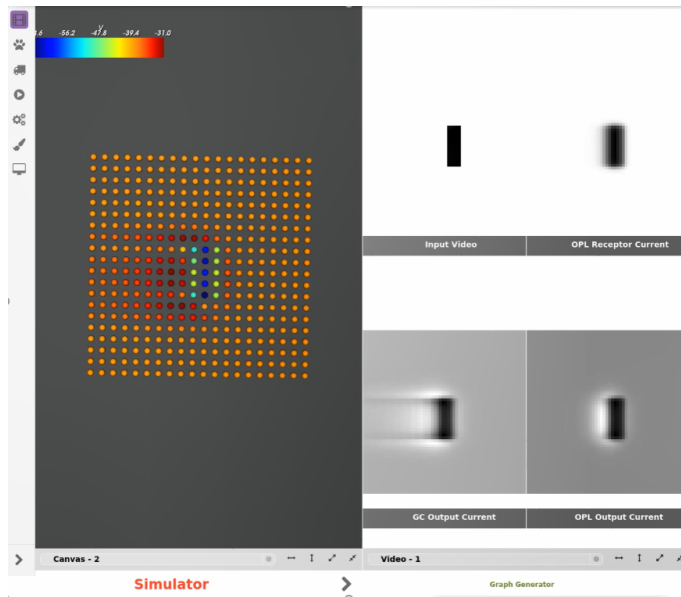 V
.6 -56.2 -47.8 -39.4 -31.0
Input Video
OPL Receptor Current
GC Output Current
OPL Output Current
Canvas - 2
Video - 1
Simulator
Graph Generator